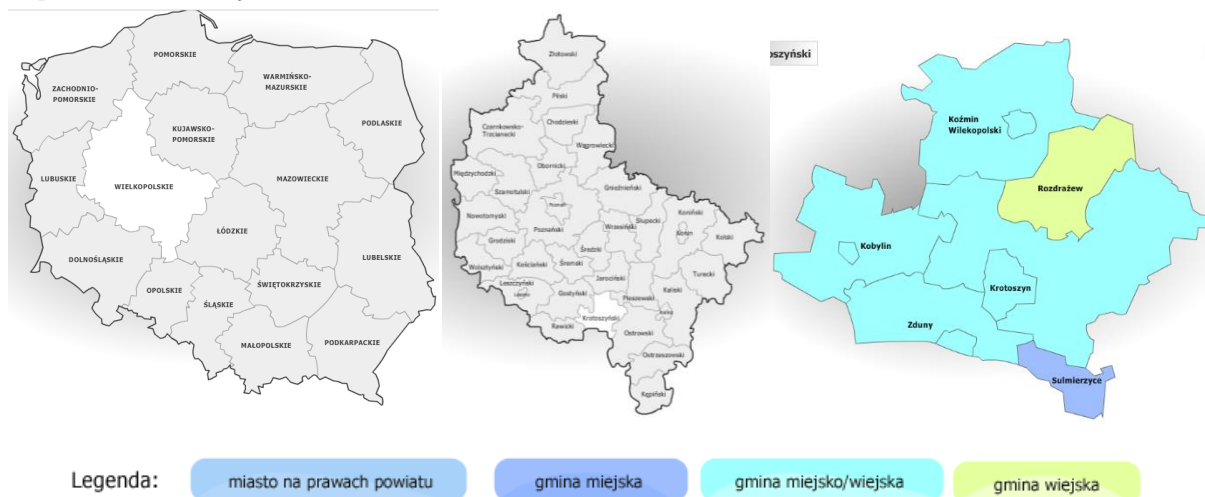 POMORSKIE
WARMIŃSKO-
MAZURSKIE
ZACHODNIO-
POMORSKIE
PODLASKIE
KUJAWSKO-
POMORSKIE
LUBUSKIE
WIELKOPOLSKIE
MAZOWIECKIE
ŁÓDZKIE
LUBELSKIE
DOLNOŚLĄSKIE
OPOLSKIE
ŚLĄSKIE
ŚWIĘTOKRZYSKIE
MAŁOPOLSKIE
PODKARPACKIE
Złotowski
Pilski
Chodzieski
Czarnkowsko-
Trzcianecki
Wągrowiecki
Obornicki
Międzychodzki
Szamotulski
Gnieźnieński
Poznań
Nowotomyski
Poznański
Wrzesiński
Słupecki
Koniński
Konin
Kolski
Grodziski
Średzki
Wolsztyński
Kościański
Śremski
Jarociński
Turecki
Leszczyński
Gostyński
Pleszewski
Kaliski
Krotoszyński
Rawicki
Ostrowski
Ostrzeszowski
Kępiński
oszyński
Koźmin
Wilekopolski
Rozdrażew
Kobylin
Krotoszyn
Zduny
Sulmierzyce
Legenda:
miasto na prawach powiatu
gmina miejska
gmina miejsko/wiejska
gmina wiejska